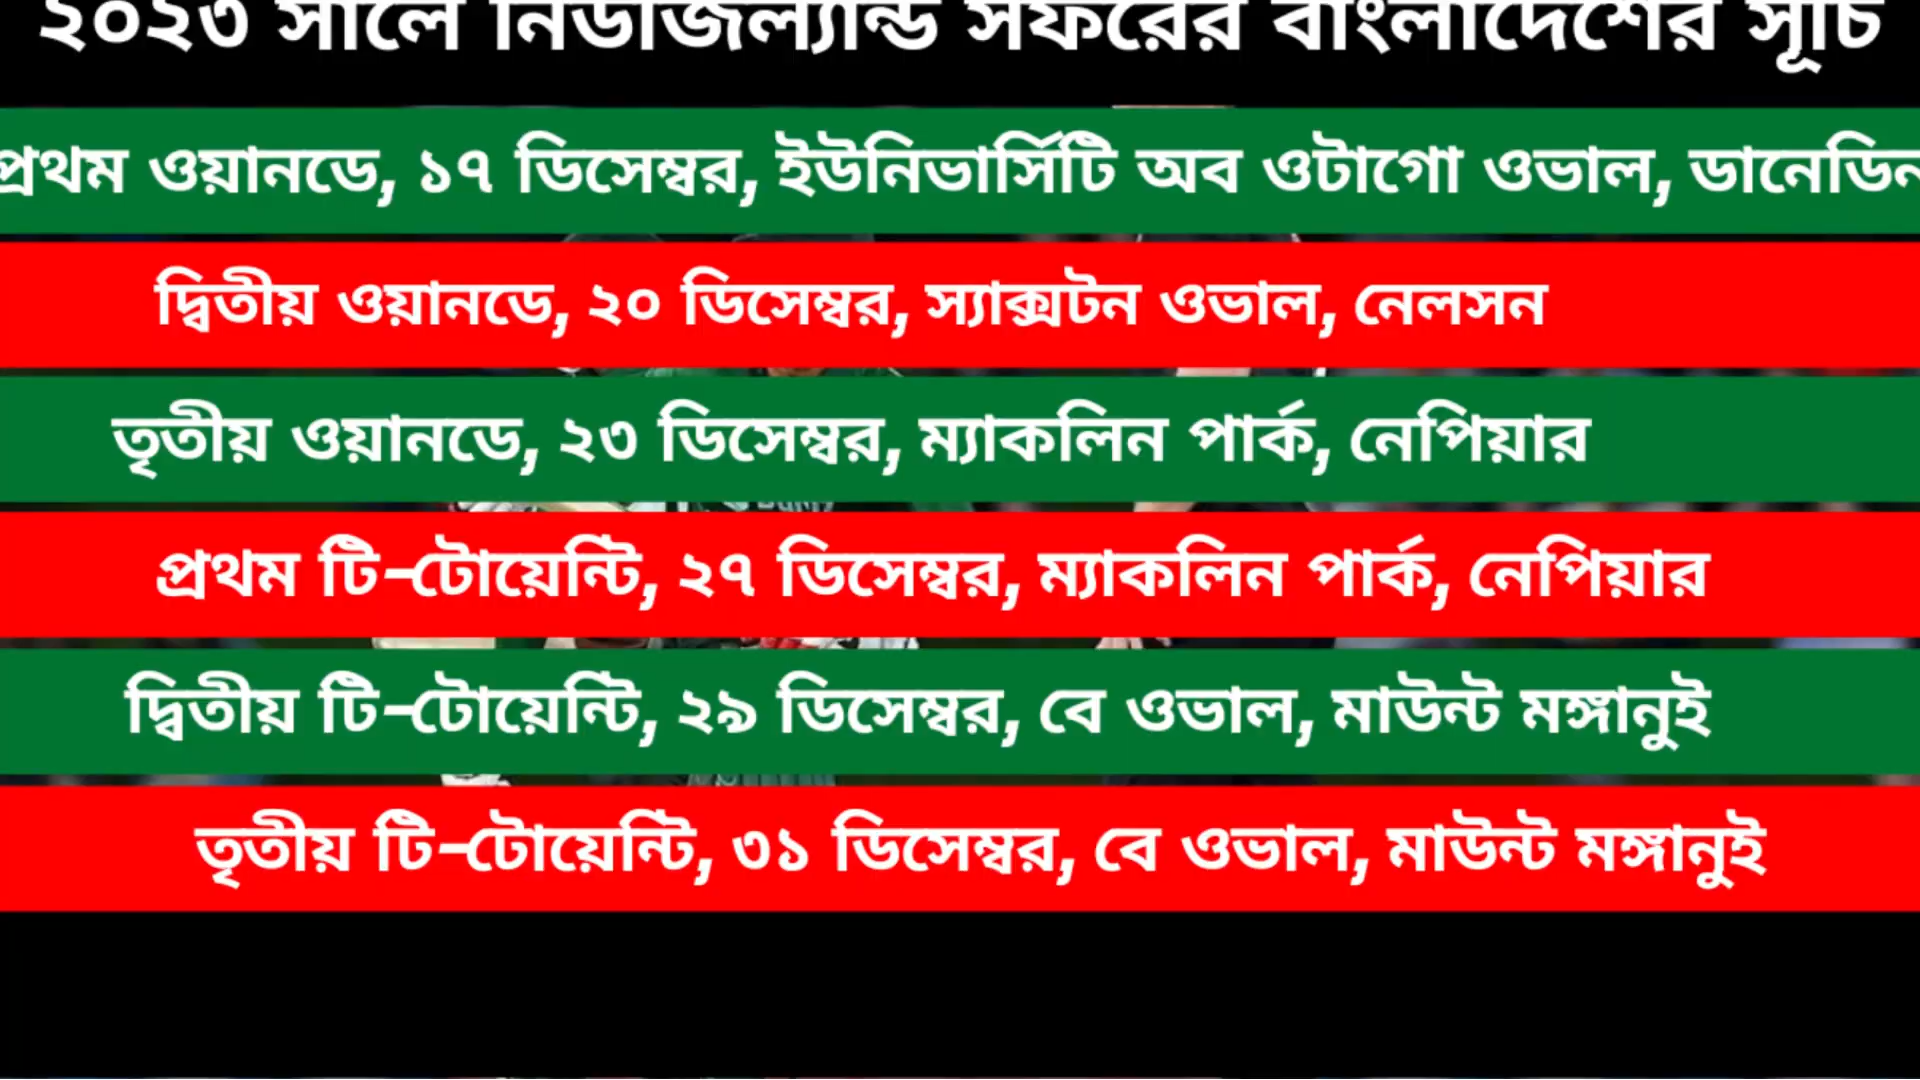 ২০২৩ সালে নিউজিল্যান্ড সফরের বাংলাদেশের সূচি
প্রথম ওয়ানডে, ১৭ ডিসেম্বর, ইউনিভার্সিটি অব ওটাগো ওভাল, ডানেডিন
দ্বিতীয় ওয়ানডে, ২০ ডিসেম্বর, স্যাক্সটন ওভাল, নেলসন
তৃতীয় ওয়ানডে, ২৩ ডিসেম্বর, ম্যাকলিন পার্ক, নেপিয়ার
প্রথম টি-টোয়েন্টি, ২৭ ডিসেম্বর, ম্যাকলিন পার্ক, নেপিয়ার
দ্বিতীয় টি-টোয়েন্টি, ২৯ ডিসেম্বর, বে ওভাল, মাউন্ট মঙ্গানুই
তৃতীয় টি-টোয়েন্টি, ৩১ ডিসেম্বর, বে ওভাল, মাউন্ট মঙ্গানুই